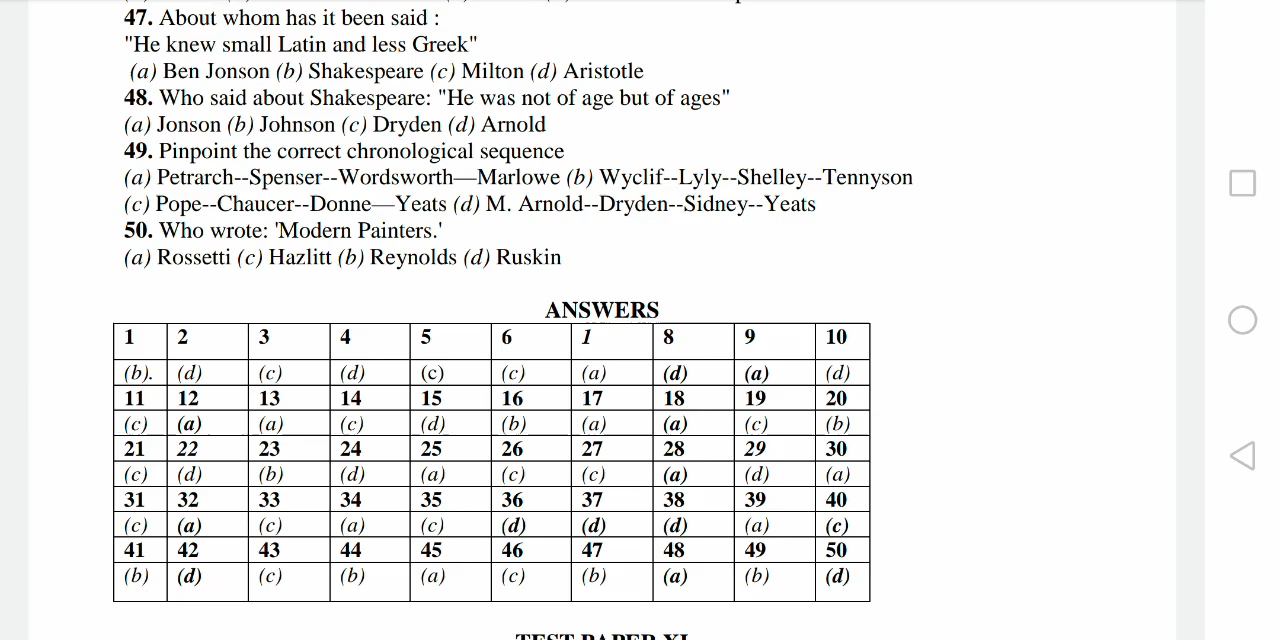 47. About whom has it been said :
"He knew small Latin and less Greek"
(a) Ben Jonson (b) Shakespeare (c) Milton (d) Aristotle
48. Who said about Shakespeare: "He was not of age but of ages"
(a) Jonson (b) Johnson (c) Dryden (d) Arnold
49. Pinpoint the correct chronological sequence
(a) Petrarch--Spenser--Wordsworth—Marlowe (b) Wyclif--Lyly--Shelley--Tennyson
(c) Pope--Chaucer--Donne—Yeats (d) M. Arnold--Dryden--Sidney--Yeats
50. Who wrote: 'Modern Painters.'
(a) Rossetti (c) Hazlitt (b) Reynolds (d) Ruskin
ANSWERS
1 2 3 4 5 6 1 8 9 10
(b). (d) (c) (d) (c) (c) (a) (d) (a) (d)
11 12 13 14 15 16 17 18 19 20
(c) (a) (a) (c) (d) (b) (a) (a) (c) (b)
21 22 23 24 25 26 27 28 29 30
(c) (d) (b) (d) (a) (c) (c) (a) (d) (a)
31 32 33 34 35 36 37 38 39 40
(c) (a) (c) (a) (c) (d) (d) (d) (a) (c)
41 42 43 44 45 46 47 48 49 50
(b) (d) (c) (b) (a) (c) (b) (a) (b) (d)
TEST PAPER XI